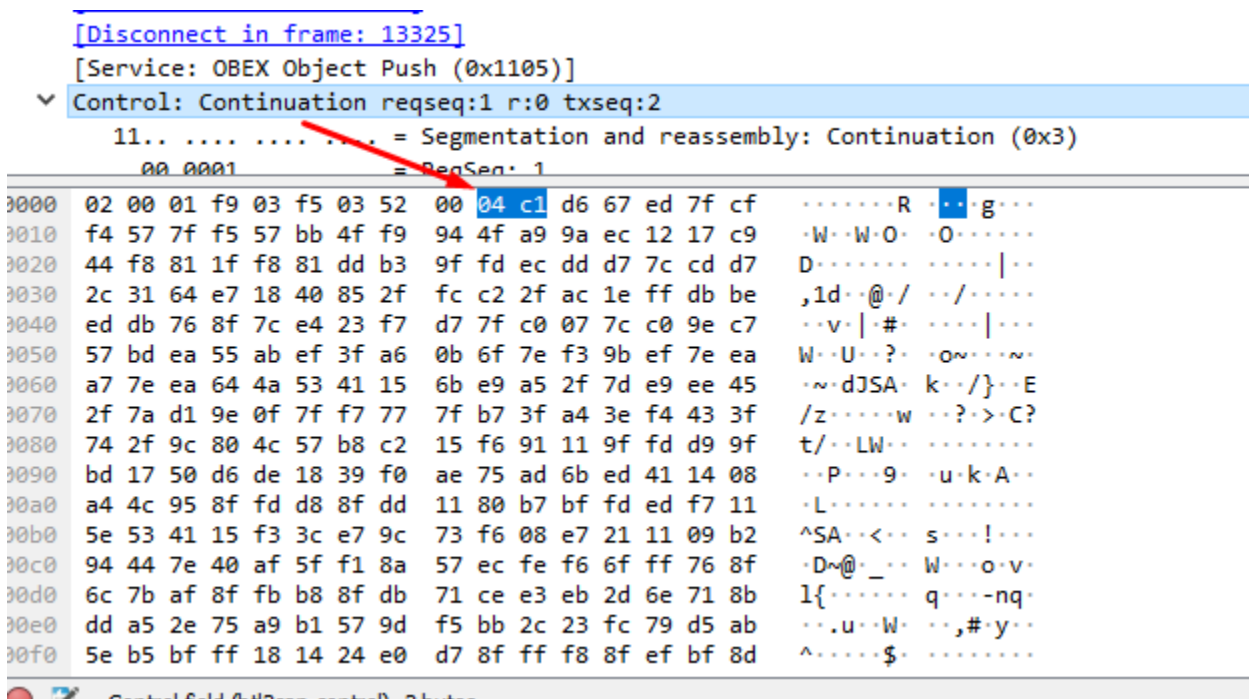 [Disconnect in frame: 13325]
[Service: OBEX Object Push (0x1105)]
Control: Continuation reqseq:1 r:0 txseq:2
11.. .... .... .... = Segmentation and reassembly: Continuation (0x3)
00 0001 = ReqSeq: 1
0000 02 00 01 f9 03 f5 03 52 00 04 c1 d6 67 ed 7f cf ·······R ····g···
0010 f4 57 7f f5 57 bb 4f f9 94 4f a9 9a ec 12 17 c9 ·W··W·O· ·O······
0020 44 f8 81 1f f8 81 dd b3 9f fd ec dd d7 7c cd d7 D······· ·····|··
0030 2c 31 64 e7 18 40 85 2f fc c2 2f ac 1e ff db be ,1d··@·/ ··/·····
0040 ed db 76 8f 7c e4 23 f7 d7 7f c0 07 7c c0 9e c7 ··v·|·#· ····|···
0050 57 bd ea 55 ab ef 3f a6 0b 6f 7e f3 9b ef 7e ea W··U··?· ·o~···~·
0060 a7 7e ea 64 4a 53 41 15 6b e9 a5 2f 7d e9 ee 45 ·~·dJSA· k··/}··E
0070 2f 7a d1 9e 0f 7f f7 77 7f b7 3f a4 3e f4 43 3f /z·····w ··?·>·C?
0080 74 2f 9c 80 4c 57 b8 c2 15 f6 91 11 9f fd d9 9f t/··LW·· ········
0090 bd 17 50 d6 de 18 39 f0 ae 75 ad 6b ed 41 14 08 ··P···9· ·u·k·A··
00a0 a4 4c 95 8f fd d8 8f dd 11 80 b7 bf fd ed f7 11 ·L······ ········
00b0 5e 53 41 15 f3 3c e7 9c 73 f6 08 e7 21 11 09 b2 ^SA··<·· s···!···
00c0 94 44 7e 40 af 5f f1 8a 57 ec fe f6 6f ff 76 8f ·D~@·_·· W···o·v·
00d0 6c 7b af 8f fb b8 8f db 71 ce e3 eb 2d 6e 71 8b l{······ q···-nq·
00e0 dd a5 2e 75 a9 b1 57 9d f5 bb 2c 23 fc 79 d5 ab ··.u··W· ··,#·y··
00f0 5e b5 bf ff 18 14 24 e0 d7 8f ff f8 8f ef bf 8d ^·····$· ········